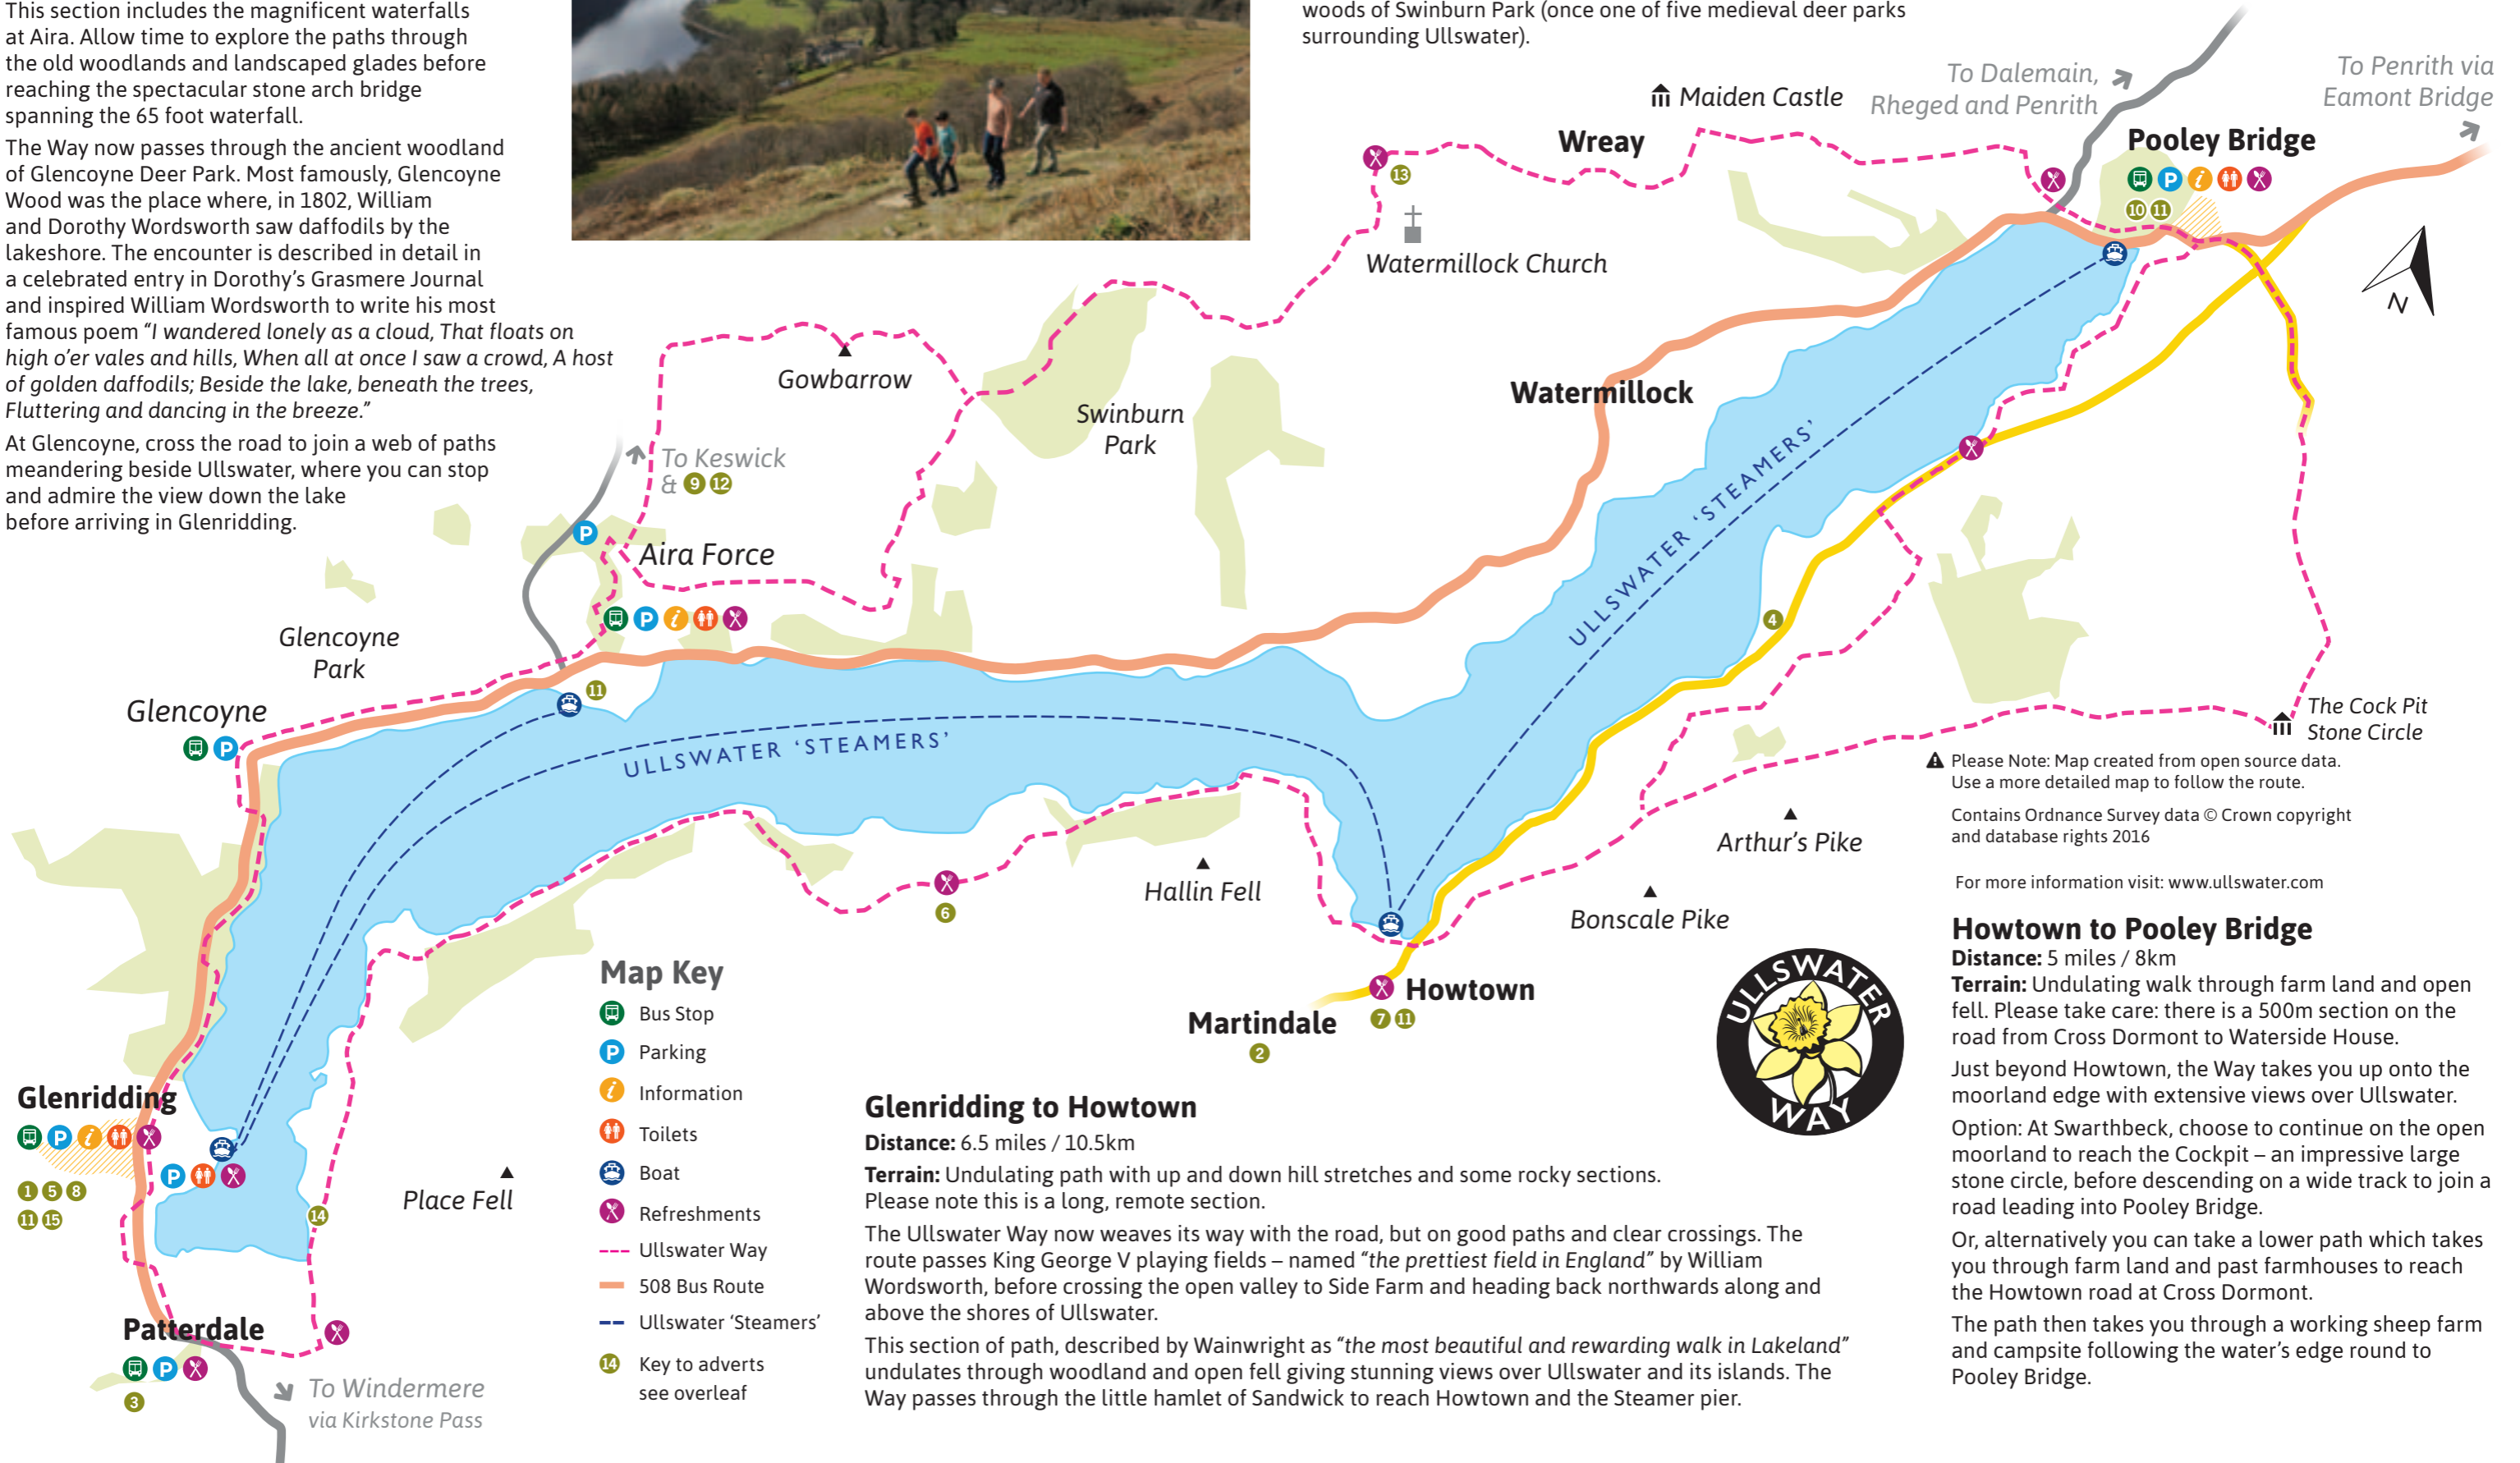 This section includes the magnificent waterfalls
at Aira. Allow time to explore the paths through
the old woodlands and landscaped glades before
reaching the spectacular stone arch bridge
spanning the 65 foot waterfall.
The Way now passes through the ancient woodland
of Glencoyne Deer Park. Most famously, Glencoyne
Wood was the place where, in 1802, William
and Dorothy Wordsworth saw daffodils by the
lakeshore. The encounter is described in detail in
a celebrated entry in Dorothy’s Grasmere Journal
and inspired William Wordsworth to write his most
famous poem “I wandered lonely as a cloud, That floats on
high o’er vales and hills, When all at once I saw a crowd, A host
of golden daffodils; Beside the lake, beneath the trees,
Fluttering and dancing in the breeze.”
At Glencoyne, cross the road to join a web of paths
meandering beside Ullswater, where you can stop
and admire the view down the lake
before arriving in Glenridding.
woods of Swinburn Park (once one of five medieval deer parks
surrounding Ullswater).
To Dalemain,
Rheged and Penrith
To Penrith via
Eamont Bridge
Maiden Castle
Wreay
Pooley Bridge
P i
10 11
13
Watermillock Church
N
Gowbarrow
Swinburn
Park
Watermillock
To Keswick
& 9 12
P
Aira Force
P i
ULLSWATER ‘STEAMERS’
4
Glencoyne
Park
Glencoyne
P
11
ULLSWATER ‘STEAMERS’
The Cock Pit
Stone Circle
Please Note: Map created from open source data.
Use a more detailed map to follow the route.
Contains Ordnance Survey data © Crown copyright
and database rights 2016
For more information visit: www.ullswater.com
Arthur’s Pike
Hallin Fell
Bonscale Pike
6
Howtown
7 11
Martindale
2
Glenridding
P i
P
1 5 8
11 15
Place Fell
14
Patterdale
P
3
To Windermere
via Kirkstone Pass
Map Key
Bus Stop
P Parking
i Information
Toilets
Boat
Refreshments
Ullswater Way
508 Bus Route
Ullswater ‘Steamers’
14 Key to adverts
see overleaf
ULLSWATER
WAY
Glenridding to Howtown
Distance: 6.5 miles / 10.5km
Terrain: Undulating path with up and down hill stretches and some rocky sections.
Please note this is a long, remote section.
The Ullswater Way now weaves its way with the road, but on good paths and clear crossings. The
route passes King George V playing fields – named “the prettiest field in England” by William
Wordsworth, before crossing the open valley to Side Farm and heading back northwards along and
above the shores of Ullswater.
This section of path, described by Wainwright as “the most beautiful and rewarding walk in Lakeland”
undulates through woodland and open fell giving stunning views over Ullswater and its islands. The
Way passes through the little hamlet of Sandwick to reach Howtown and the Steamer pier.
Howtown to Pooley Bridge
Distance: 5 miles / 8km
Terrain: Undulating walk through farm land and open
fell. Please take care: there is a 500m section on the
road from Cross Dormont to Waterside House.
Just beyond Howtown, the Way takes you up onto the
moorland edge with extensive views over Ullswater.
Option: At Swarthbeck, choose to continue on the open
moorland to reach the Cockpit – an impressive large
stone circle, before descending on a wide track to join a
road leading into Pooley Bridge.
Or, alternatively you can take a lower path which takes
you through farm land and past farmhouses to reach
the Howtown road at Cross Dormont.
The path then takes you through a working sheep farm
and campsite following the water’s edge round to
Pooley Bridge.